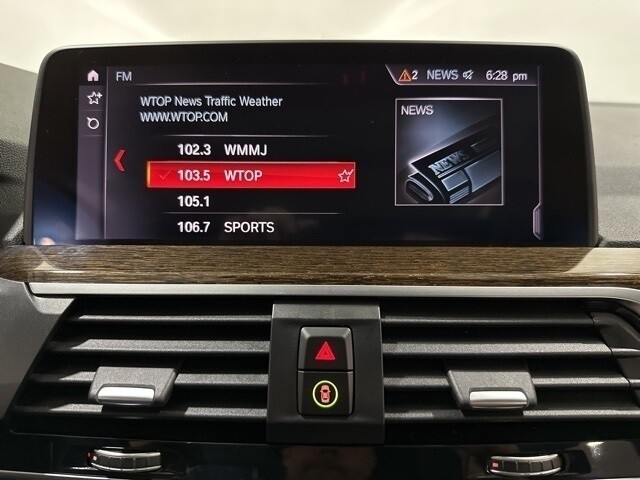 FM
2 NEWS 6:28 pm
WTOP News Traffic Weather
WWW.WTOP.COM
NEWS
NEWS
102.3 WMMJ
103.5 WTOP
105.1
106.7 SPORTS